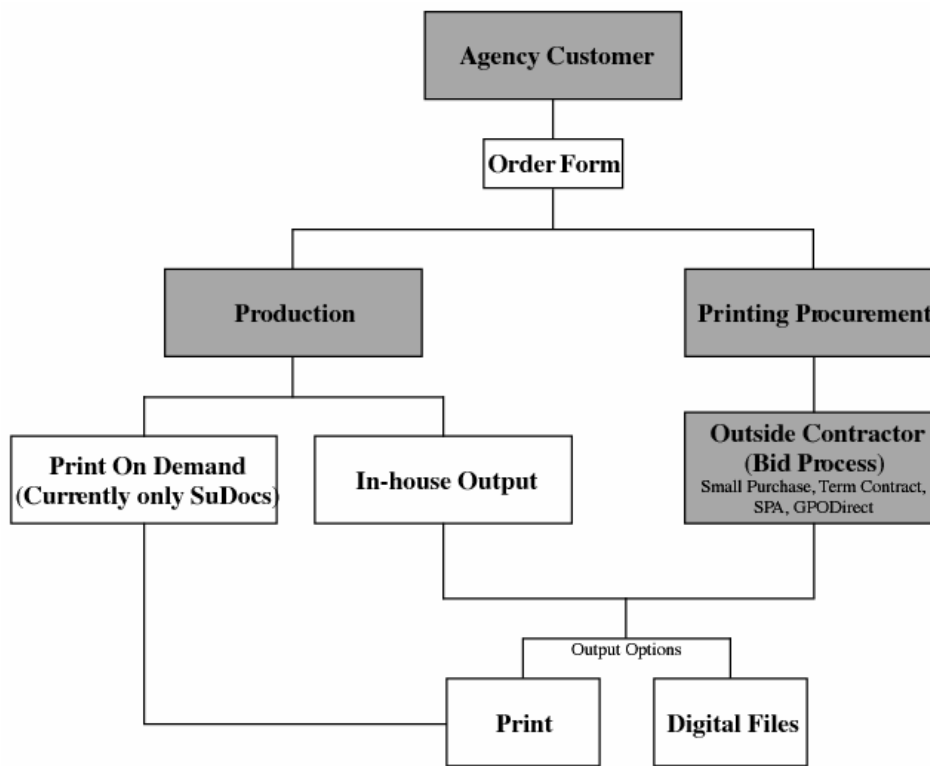 Agency Customer
Order Form
Production
Printing Procurement
Print On Demand
(Currently only SuDocs)
In-house Output
Outside Contractor
(Bid Process)
Small Purchase, Term Contract,
SPA, GPODirect
Output Options
Print
Digital Files